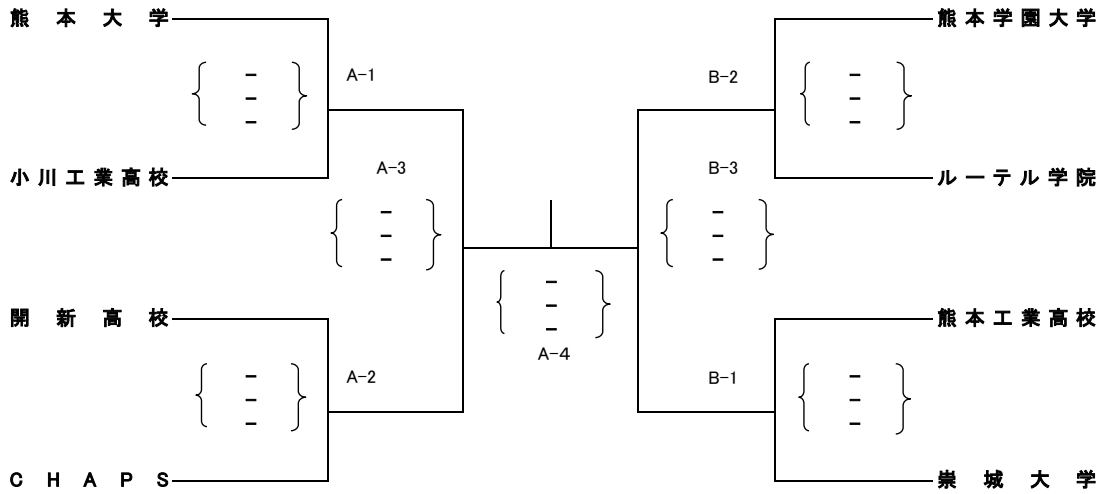 熊本大学
熊本学園大学
A-1
B-2
{ - }
{ - }
-
-
-
-
小川工業高校
A-3
B-3
ルーテル学院
{ - }
{ - }
-
-
-
-
{ - }
-
-
開新高校
熊本工業高校
A-4
A-2
B-1
{ - }
{ - }
-
-
-
-
CHAPS
崇城大学